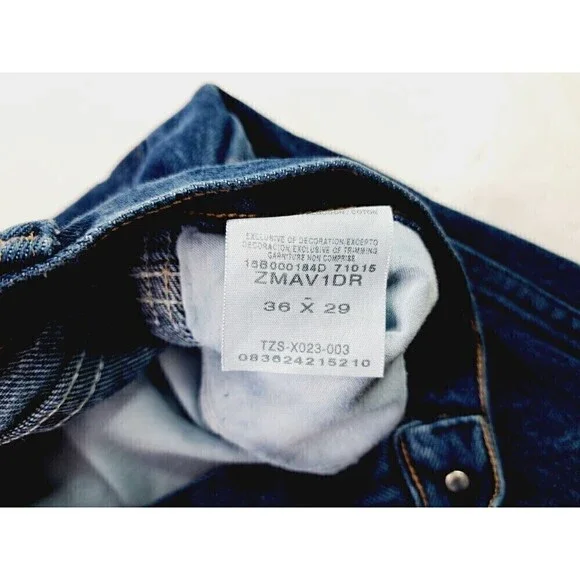 EXCLUSIVE OF DECORATION/EXCEPTO
DECORACION, EXCLUSIVE OF TRIMMING
GARNITURE NON COMPRISE
15B000184D 71015
ZMAV1DR
-
36 X 29
TZS-X023-003
083624215210